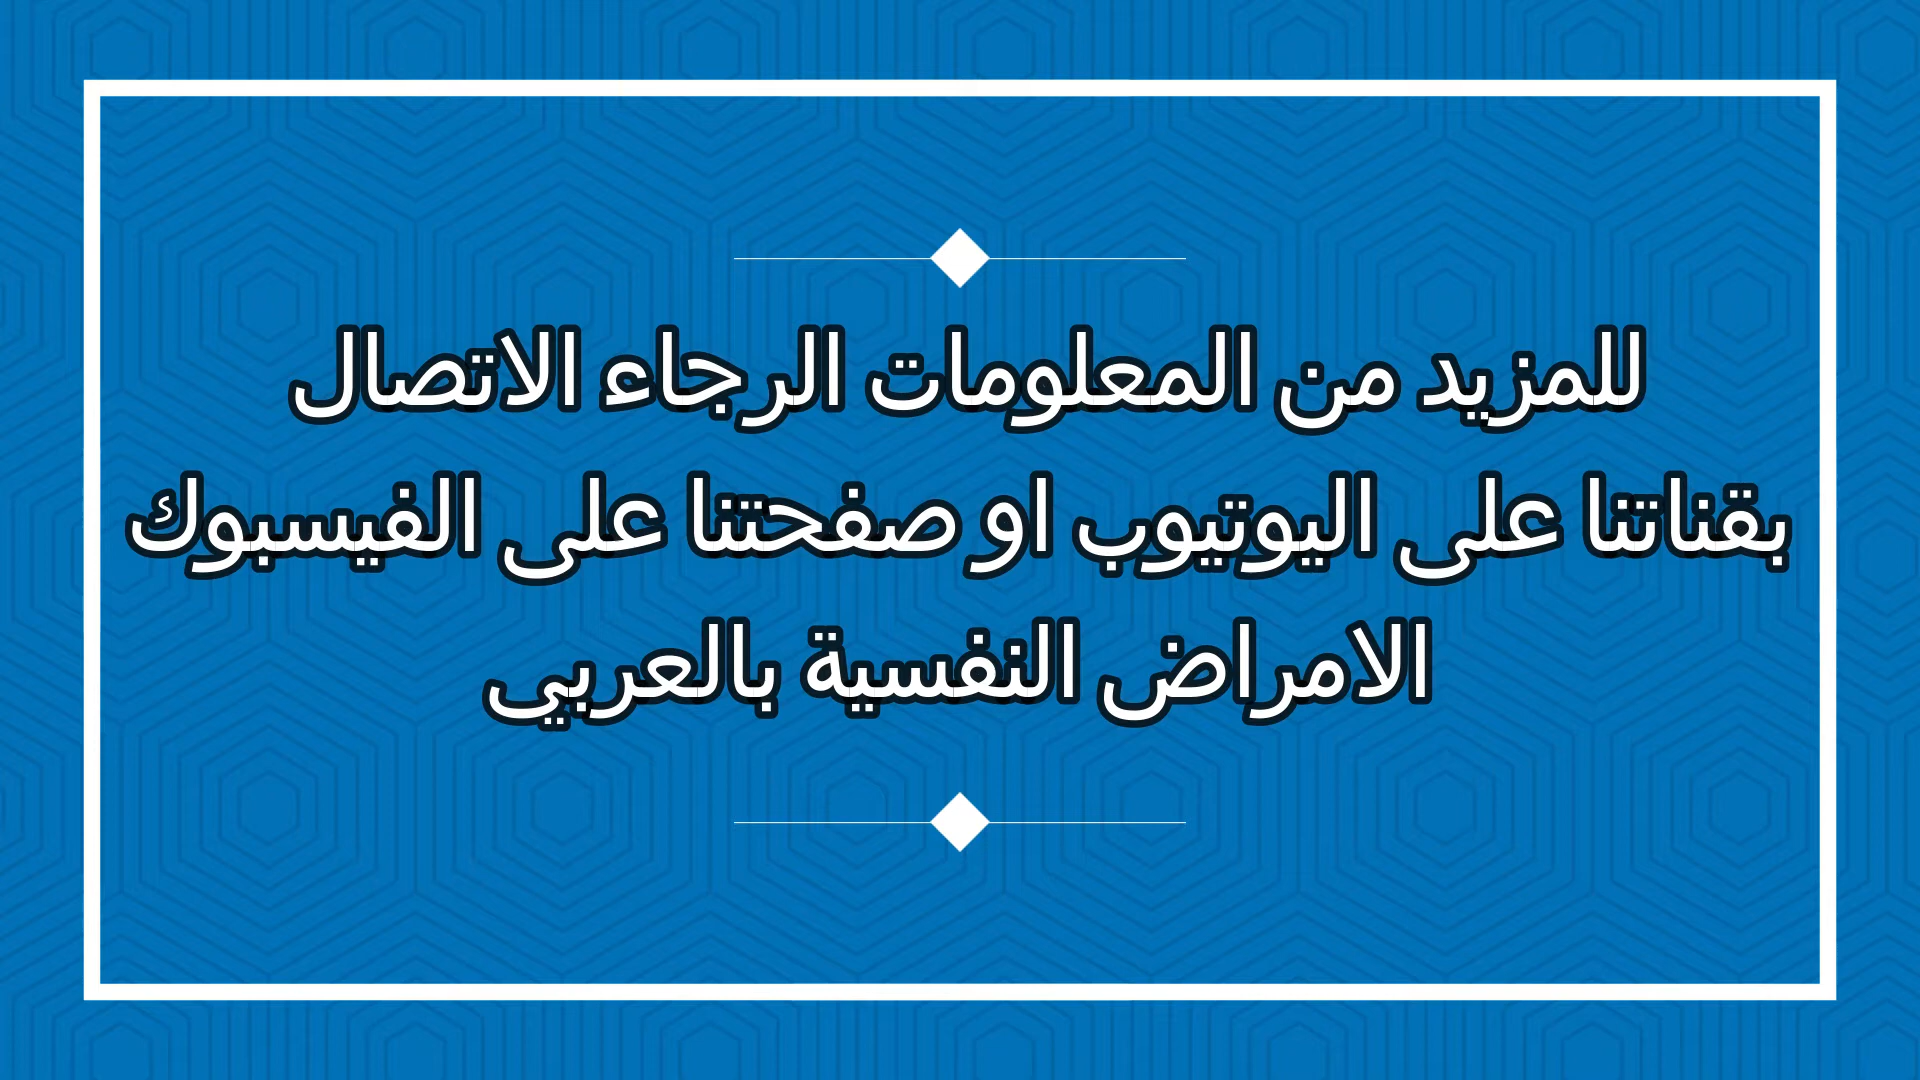 للمزيد من المعلومات الرجاء الاتصال
بقناتنا على اليوتيوب او صفحتنا على الفيسبوك
الامراض النفسية بالعربي